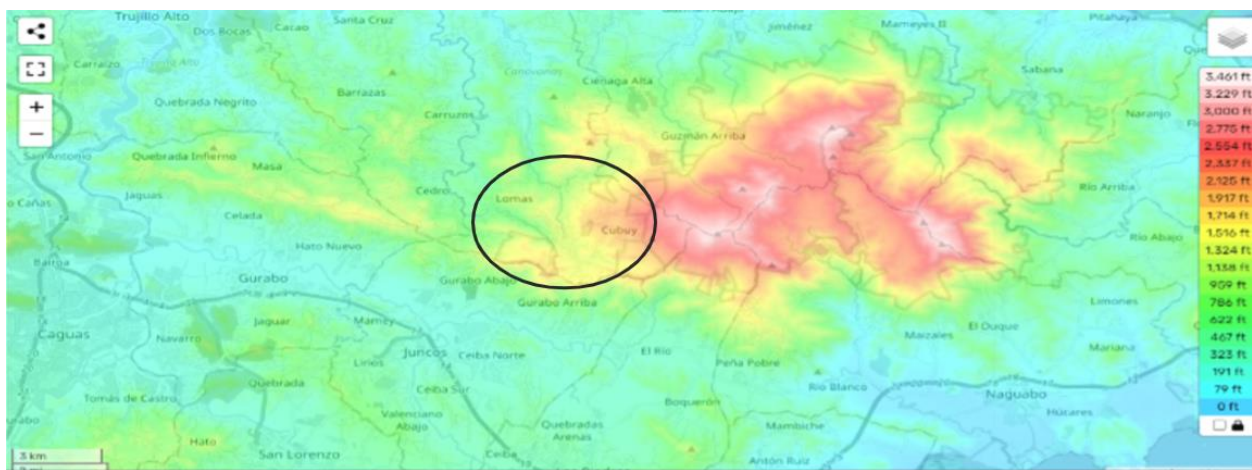 Trujillo Alto
Santa Cruz
Jiménez
Mameyes II
Pitahaya
Dos Bocas
Cacao
Carraízo
Canóvanas
Ciénaga Alta
Sabana
Barrazas
Quebrada Negrito
Carruzos
Naranjo
Guzmán Arriba
San Antonio
Quebrada Infierno
Masa
Cedro
Lomas
Río Arriba
Jaguas
Celada
Cubuy
Río Abajo
Hato Nuevo
Bairoa
Gurabo
Gurabo Abajo
Gurabo Arriba
Limones
Caguas
Navarro
Jaguar
Mamey
Juncos
Ceiba Norte
El Río
Peña Pobre
Maizales
El Duque
Mariana
Lirios
Quebrada
Ceiba Sur
Río Blanco
Naguabo
Tomás de Castro
Valenciano
Abajo
Boquerón
Húcares
Hato
San Lorenzo
Quebradas
Arenas
Mambiche
Antón Ruiz
3 km
+
−
3,461 ft
3,229 ft
3,000 ft
2,775 ft
2,554 ft
2,337 ft
2,125 ft
1,917 ft
1,714 ft
1,516 ft
1,324 ft
1,138 ft
959 ft
786 ft
622 ft
467 ft
323 ft
191 ft
79 ft
0 ft